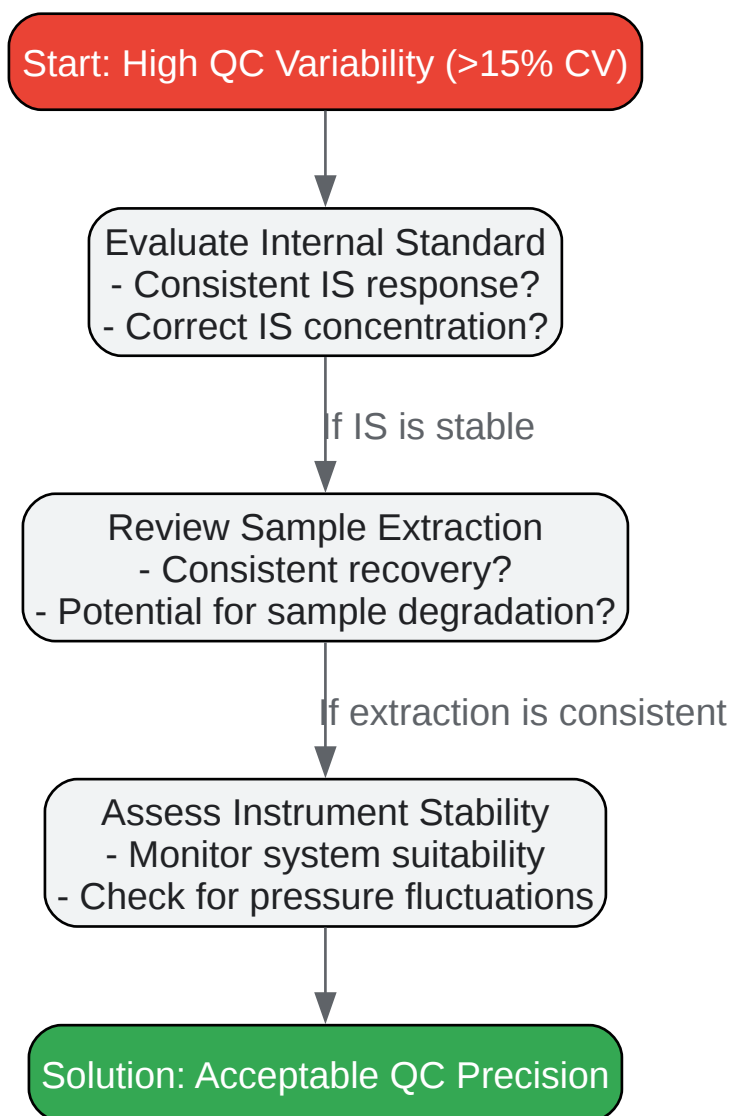 Start: High QC Variability (>15% CV)
Evaluate Internal Standard
- Consistent IS response?
- Correct IS concentration?
If IS is stable
Review Sample Extraction
- Consistent recovery?
- Potential for sample degradation?
If extraction is consistent
Assess Instrument Stability
- Monitor system suitability
- Check for pressure fluctuations
Solution: Acceptable QC Precision